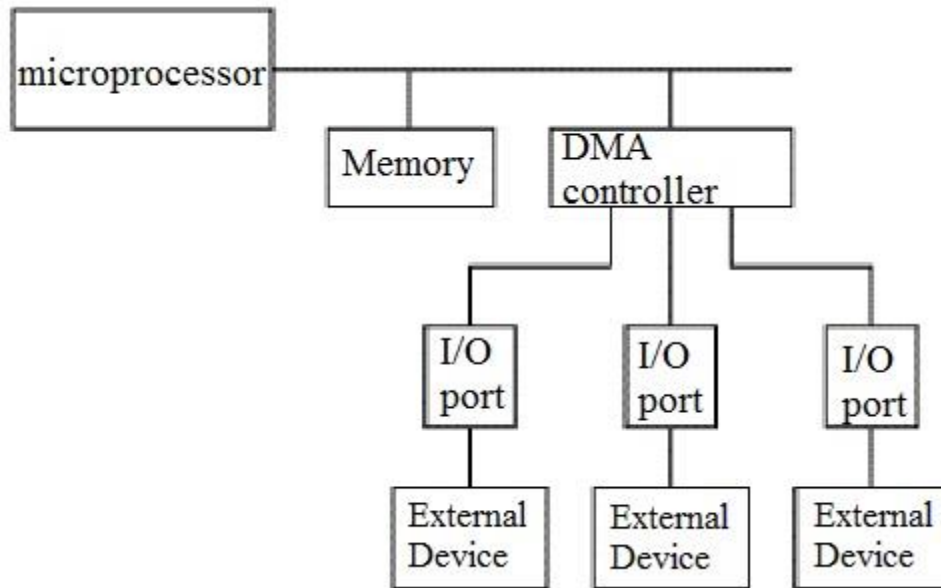 microprocessor
Memory
DMA
controller
I/O
port
I/O
port
I/O
port
External
Device
External
Device
External
Device